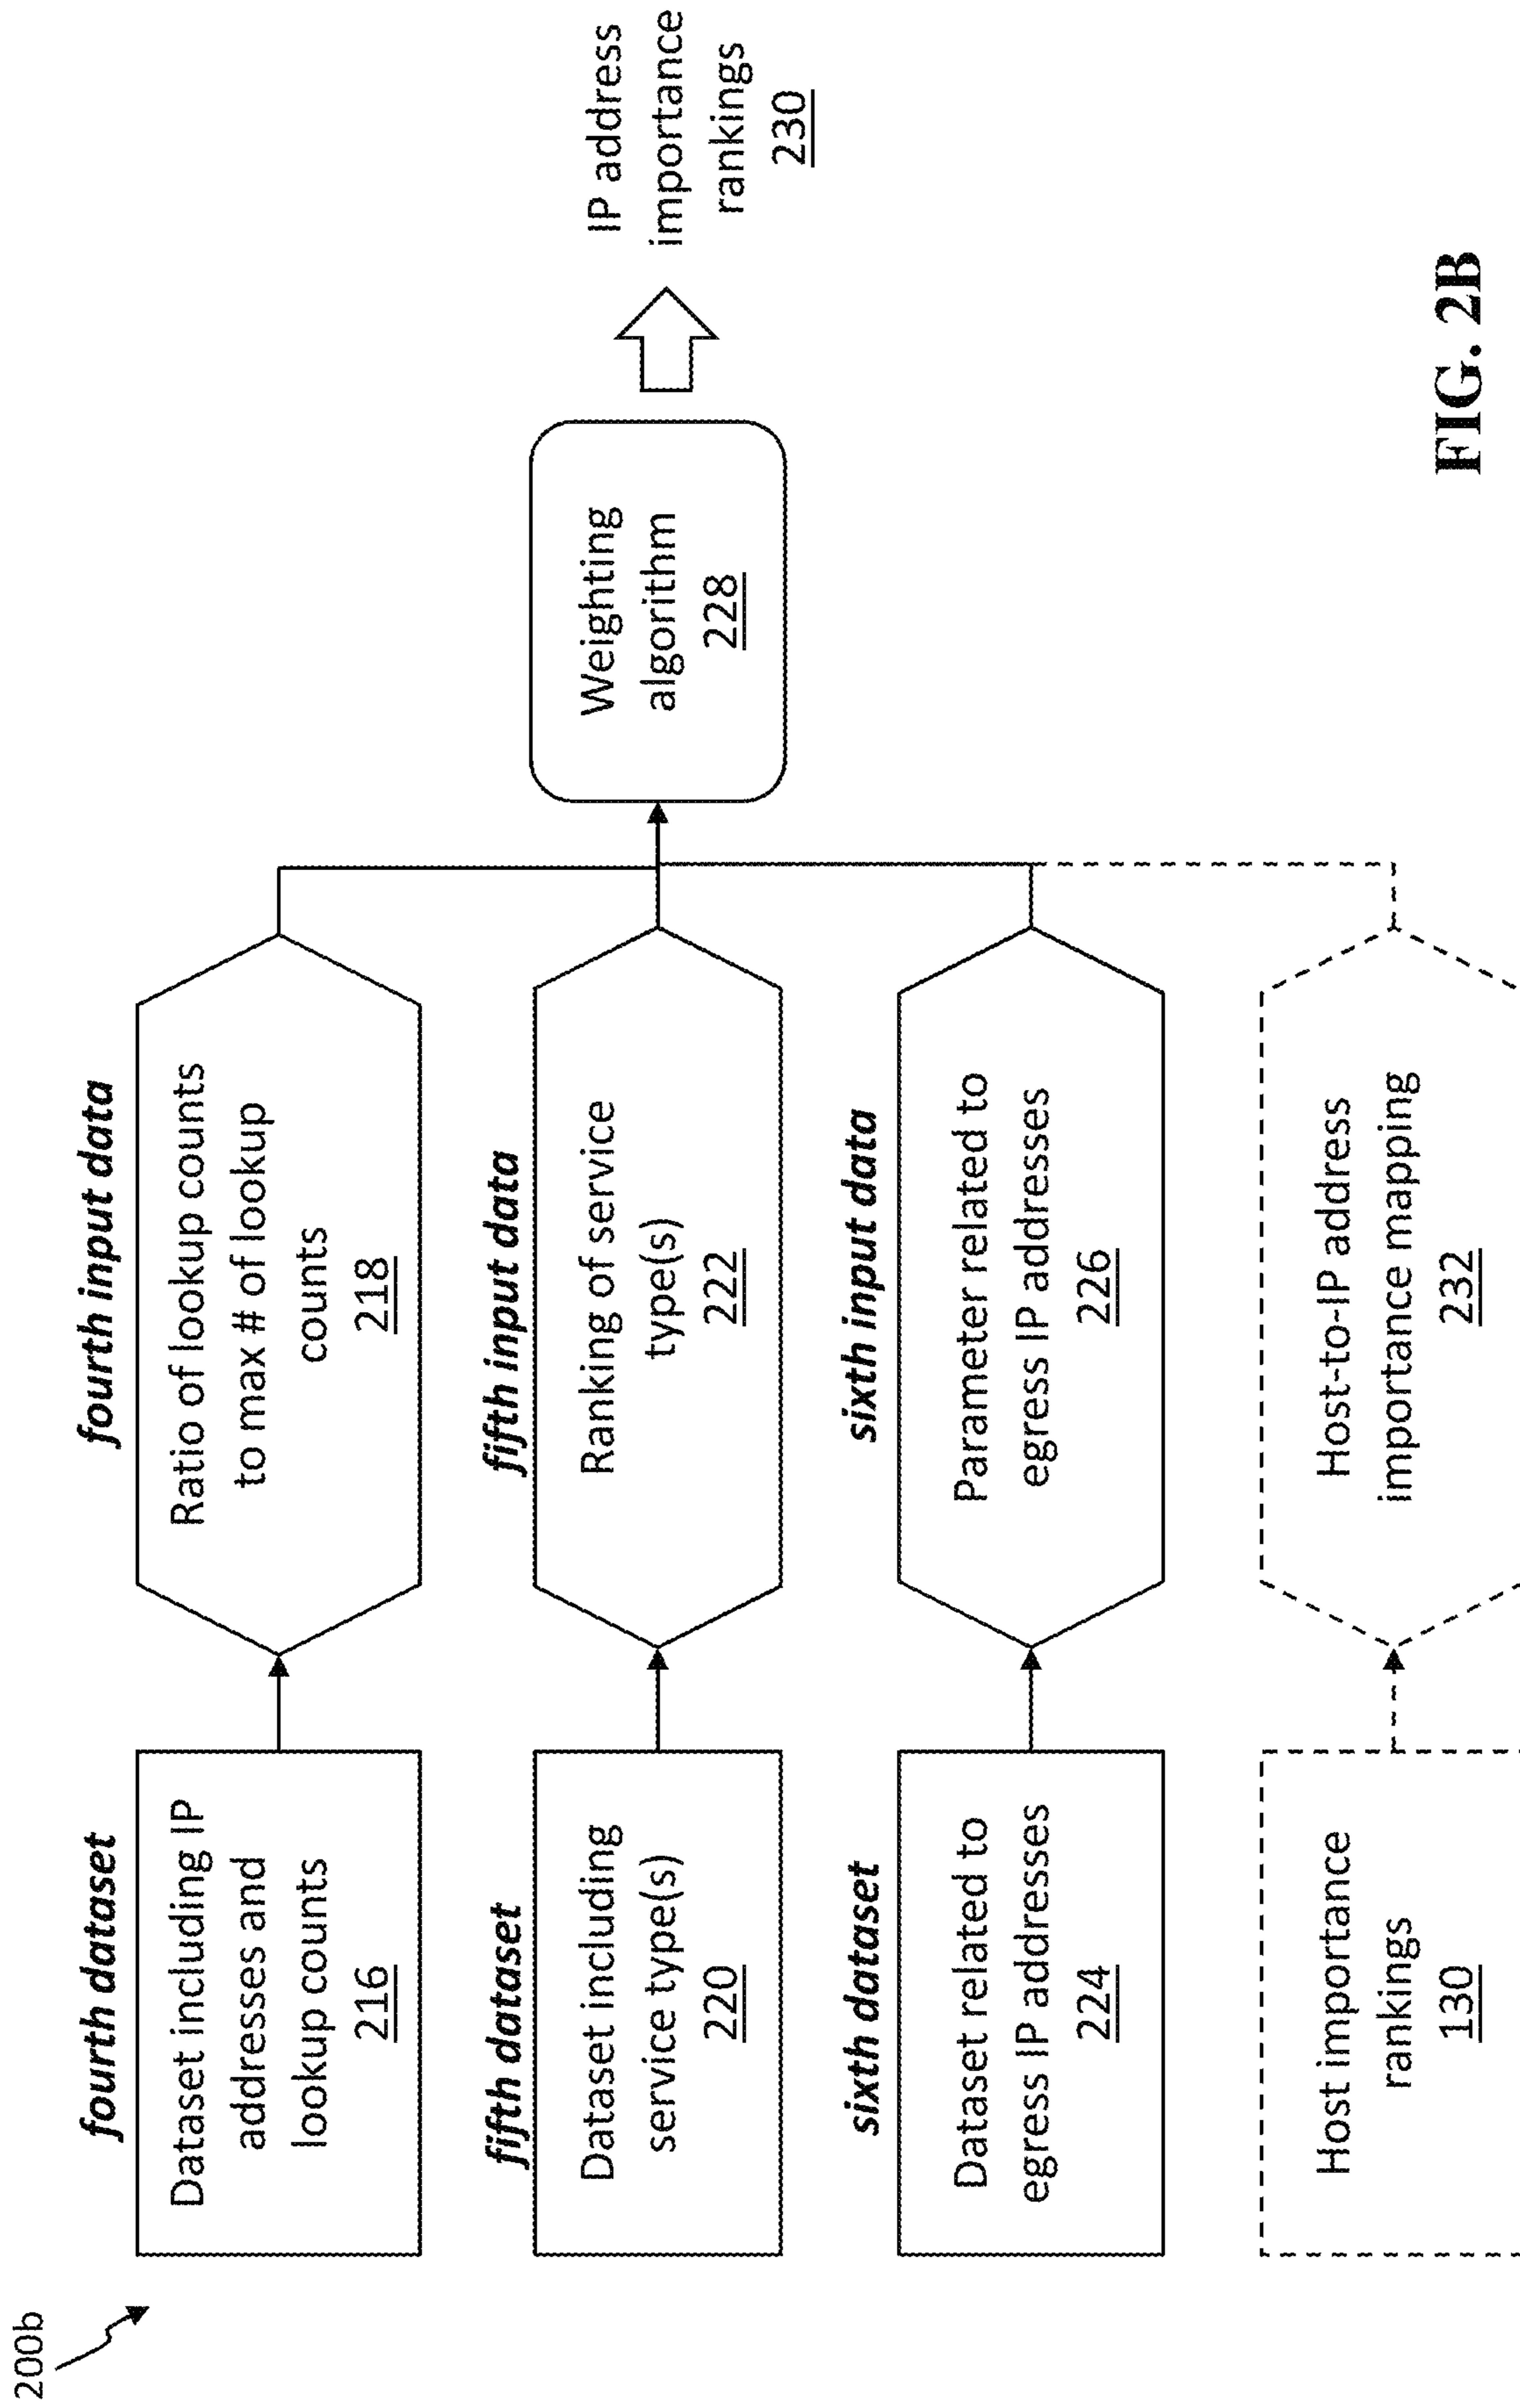 200b
fourth dataset
Dataset including IP
addresses and
lookup counts
216
fourth input data
Ratio of lookup counts
to max # of lookup
counts
218
fifth dataset
Dataset including
service type(s)
220
fifth input data
Ranking of service
type(s)
222
sixth dataset
Dataset related to
egress IP addresses
224
sixth input data
Parameter related to
egress IP addresses
226
Host importance
rankings
130
Host-to-IP address
importance mapping
232
Weighting
algorithm
228
IP address
importance
rankings
230
FIG. 2B